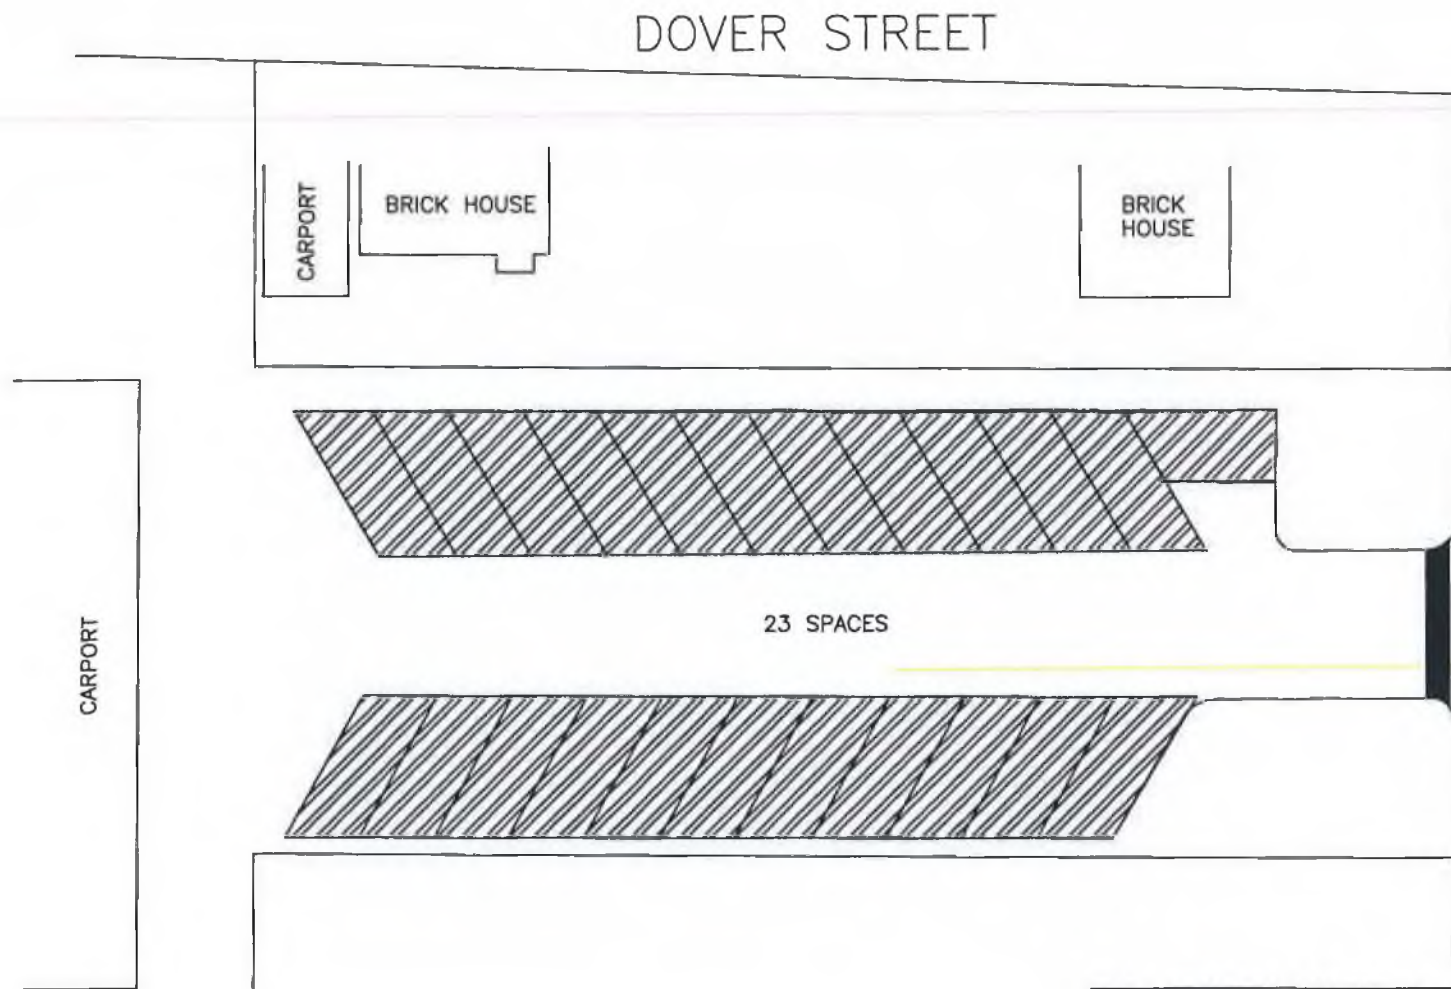 DOVER STREET
CARPORT
BRICK HOUSE
BRICK
HOUSE
23 SPACES
CARPORT